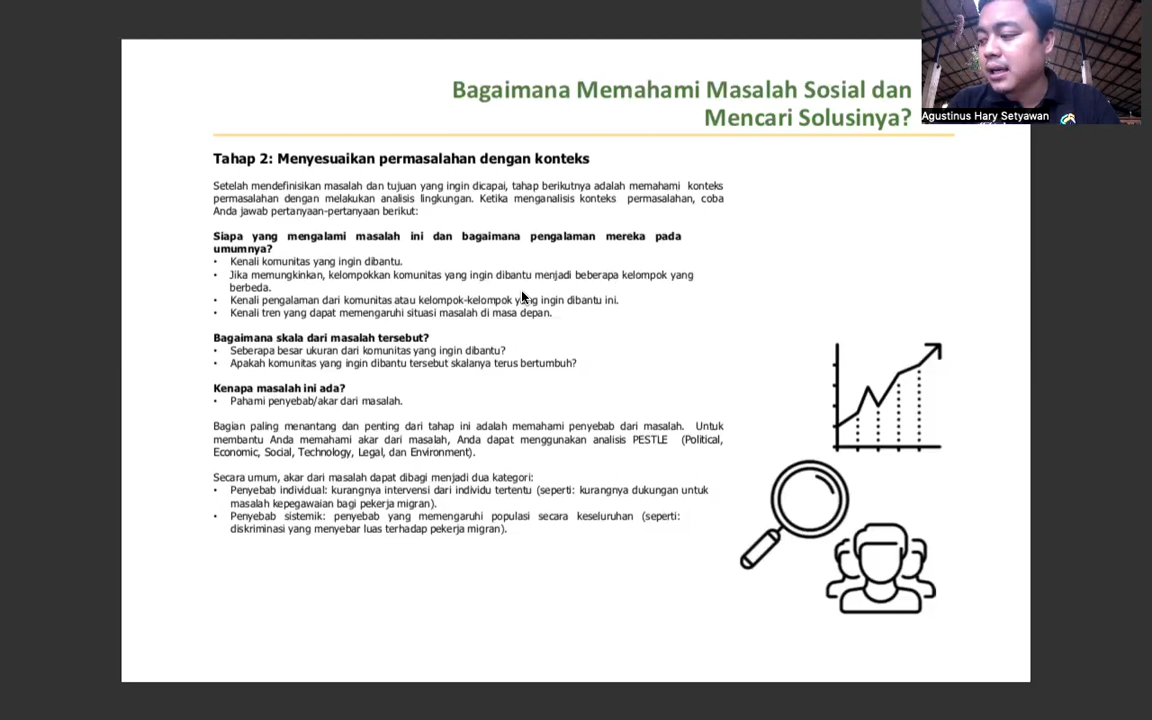 Bagaimana Memahami Masalah Sosial dan
Mencari Solusinya?
Agustinus Hary Setyawan
Tahap 2: Menyesuaikan permasalahan dengan konteks
Setelah mendefinisikan masalah dan tujuan yang ingin dicapai, tahap berikutnya adalah memahami konteks
permasalahan dengan melakukan analisis lingkungan. Ketika menganalisis konteks permasalahan, coba
Anda jawab pertanyaan-pertanyaan berikut:
Siapa yang mengalami masalah ini dan bagaimana pengalaman mereka pada
umumnya?
• Kenali komunitas yang ingin dibantu.
• Jika memungkinkan, kelompokkan komunitas yang ingin dibantu menjadi beberapa kelompok yang
berbeda.
• Kenali pengalaman dari komunitas atau kelompok-kelompok yang ingin dibantu ini.
• Kenali tren yang dapat memengaruhi situasi masalah di masa depan.
Bagaimana skala dari masalah tersebut?
• Seberapa besar ukuran dari komunitas yang ingin dibantu?
• Apakah komunitas yang ingin dibantu tersebut skalanya terus bertumbuh?
Kenapa masalah ini ada?
• Pahami penyebab/akar dari masalah.
Bagian paling menantang dan penting dari tahap ini adalah memahami penyebab dari masalah. Untuk
membantu Anda memahami akar dari masalah, Anda dapat menggunakan analisis PESTLE (Political,
Economic, Social, Technology, Legal, dan Environment).
Secara umum, akar dari masalah dapat dibagi menjadi dua kategori:
• Penyebab individual: kurangnya intervensi dari individu tertentu (seperti: kurangnya dukungan untuk
masalah kepegawaian bagi pekerja migran).
• Penyebab sistemik: penyebab yang memengaruhi populasi secara keseluruhan (seperti:
diskriminasi yang menyebar luas terhadap pekerja migran).